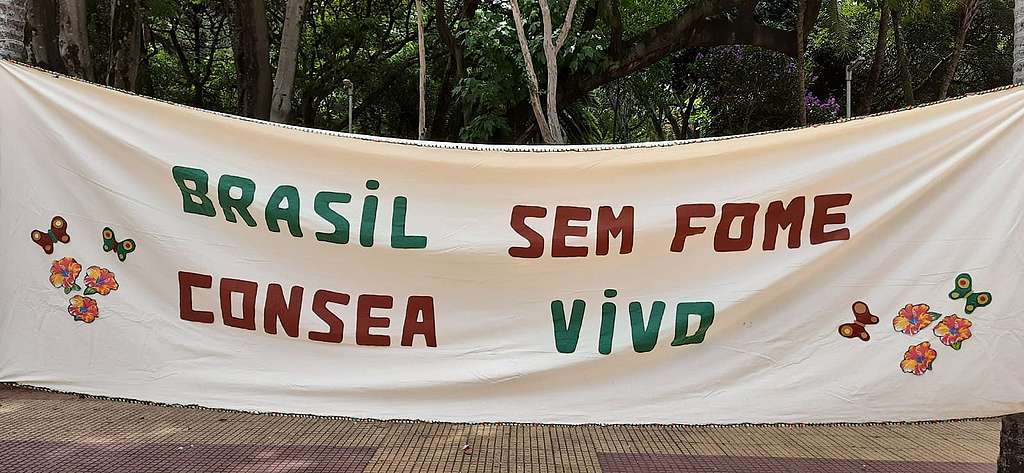 BRASIL SEM FOME
CONSEA VIVO